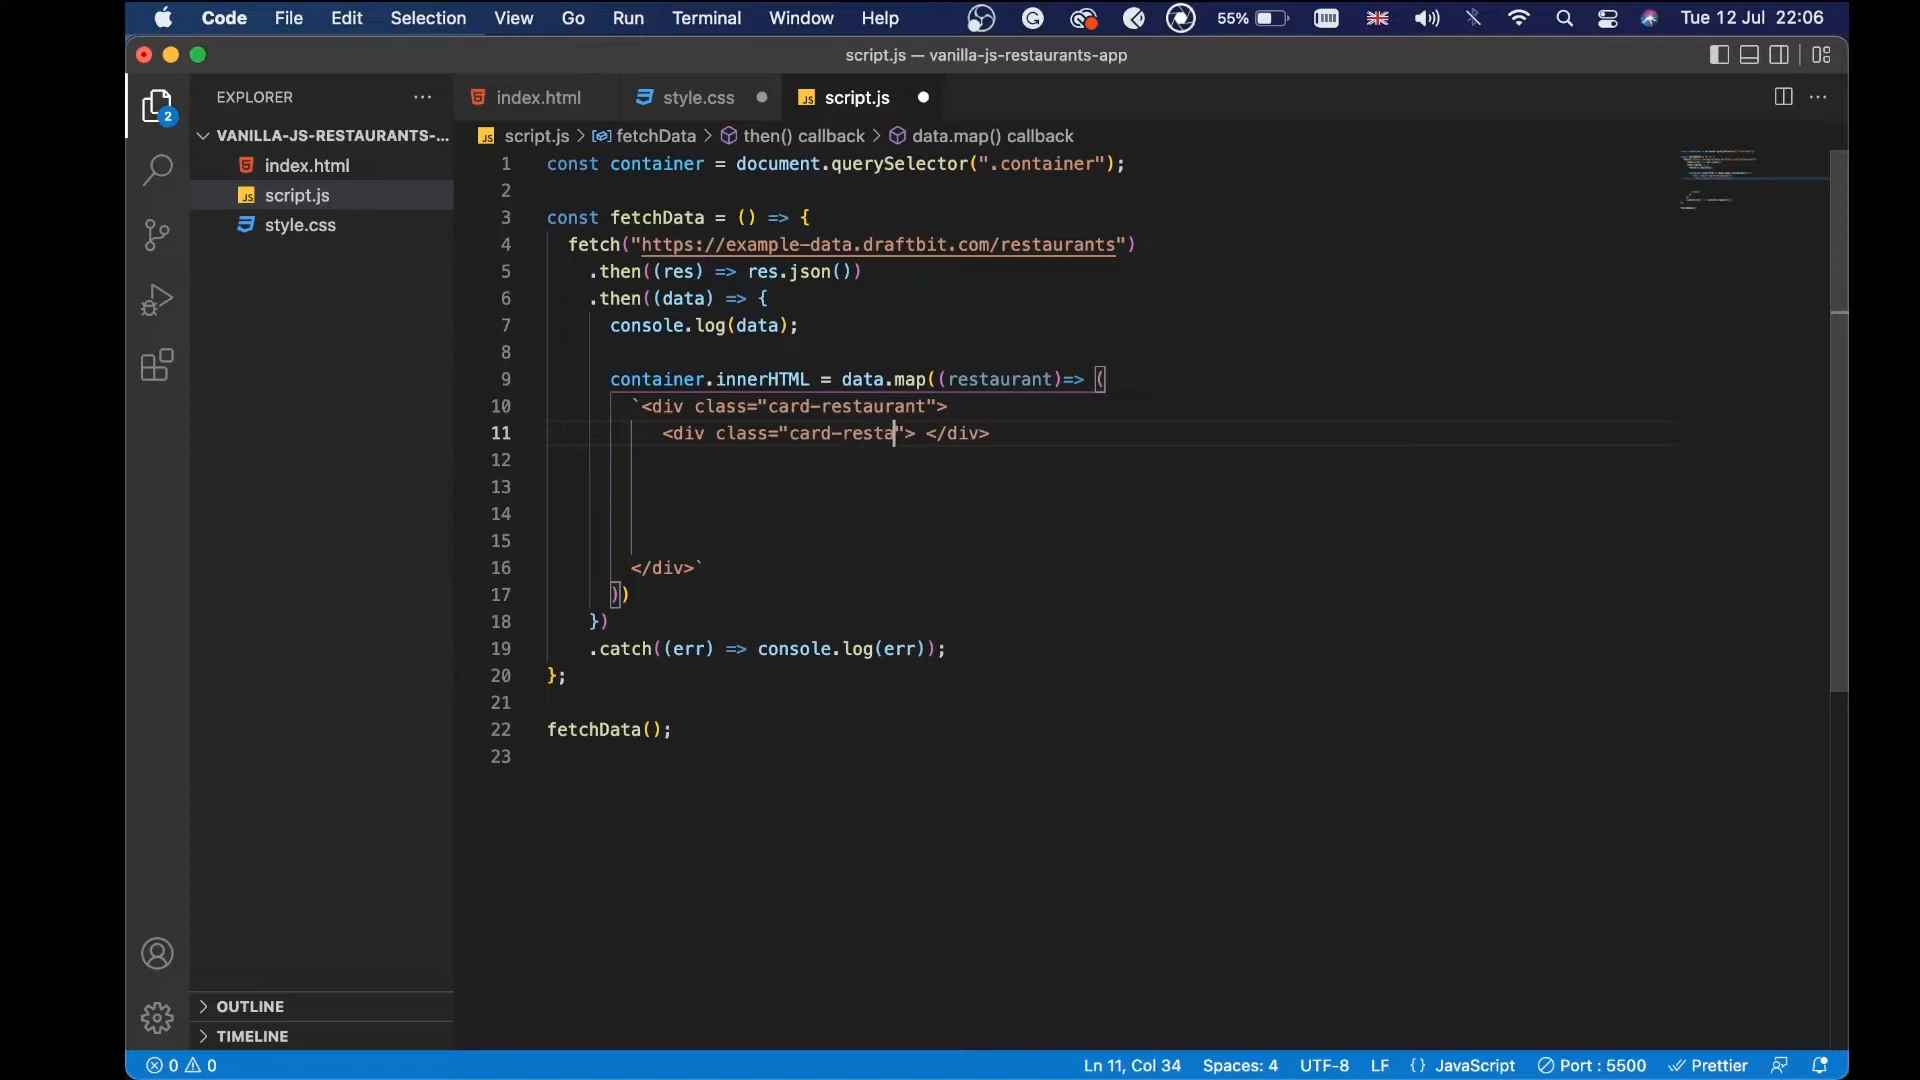 Code File Edit Selection View Go Run Terminal Window Help 55% Tue 12 Jul 22:06
script.js — vanilla-js-restaurants-app
EXPLORER
index.html style.css script.js
2
VANILLA-JS-RESTAURANTS-...
script.js > fetchData > then() callback > data.map() callback
index.html
script.js
style.css
1 const container = document.querySelector(".container");
2
3 const fetchData = () => {
4 fetch("https://example-data.draftbit.com/restaurants")
5 .then((res) => res.json())
6 .then((data) => {
7 console.log(data);
8
9 container.innerHTML = data.map((restaurant)=> (
10 `<div class="card-restaurant">
11 <div class="card-resta"> </div>
12
13
14
15
16 </div>`
17 ))
18 })
19 .catch((err) => console.log(err));
20 };
21
22 fetchData();
23
OUTLINE
TIMELINE
0 0 Ln 11, Col 34 Spaces: 4 UTF-8 LF {} JavaScript Port : 5500 Prettier